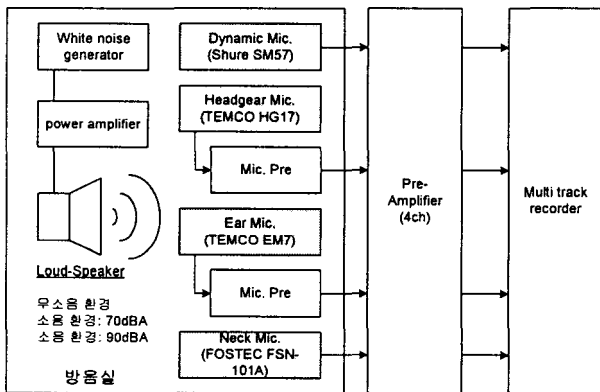 White noise
generator
power amplifier
Loud-Speaker
무소음 환경
소음 환경: 70dBA
소음 환경: 90dBA
방음실
Dynamic Mic.
(Shure SM57)
Headgear Mic.
(TEMCO HG17)
Mic. Pre
Ear Mic.
(TEMCO EM7)
Mic. Pre
Neck Mic.
(FOSTEC FSN-
101A)
Pre-
Amplifier
(4ch)
Multi track
recorder